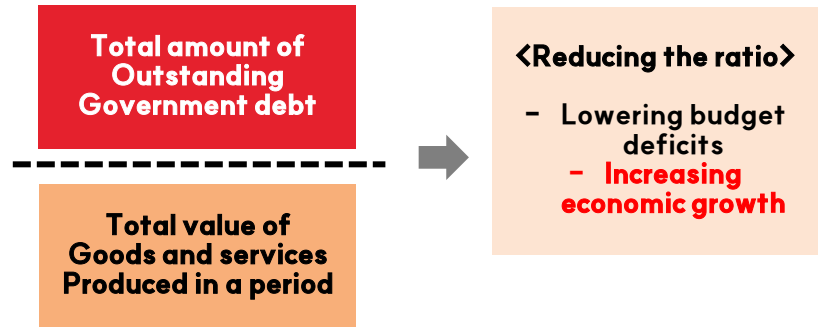 Total amount of
Outstanding
Government debt
Total value of
Goods and services
Produced in a period
<Reducing the ratio>
- Lowering budget
deficits
- Increasing
economic growth